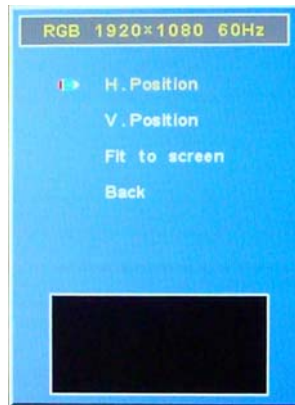 RGB 1920×1080 60Hz
H.Position
V.Position
Fit to screen
Back